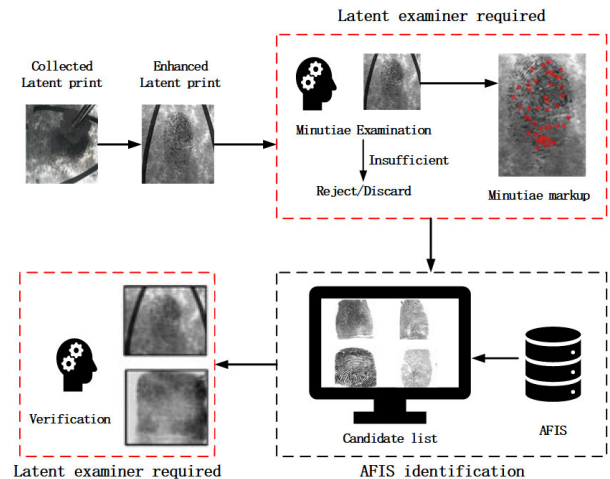 Latent examiner required
Collected
Latent print
Enhanced
Latent print
Minutiae Examination
Insufficient
Reject/Discard
Minutiae markup
Verification
Candidate list
AFIS
Latent examiner required
AFIS identification